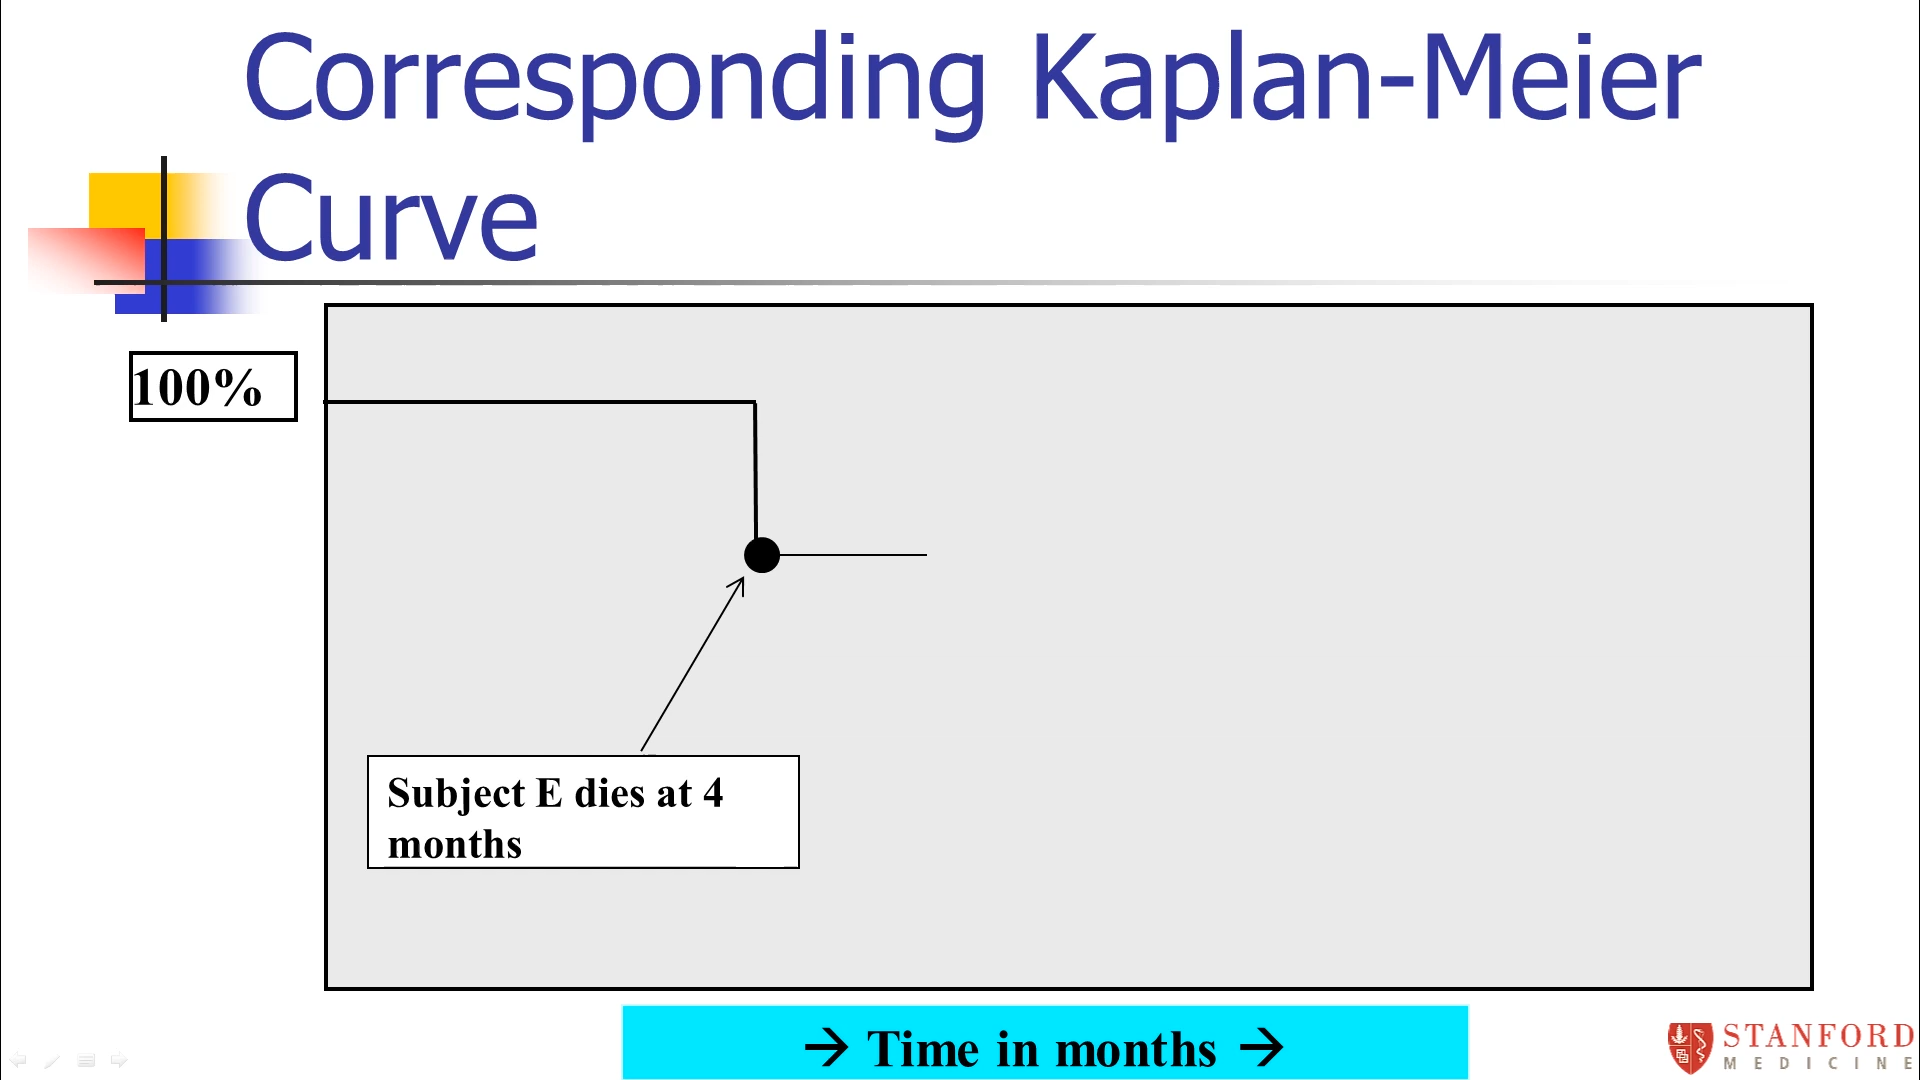 Corresponding Kaplan-Meier
Curve
100%
Subject E dies at 4
months
→ Time in months →
STANFORD
MEDICINE